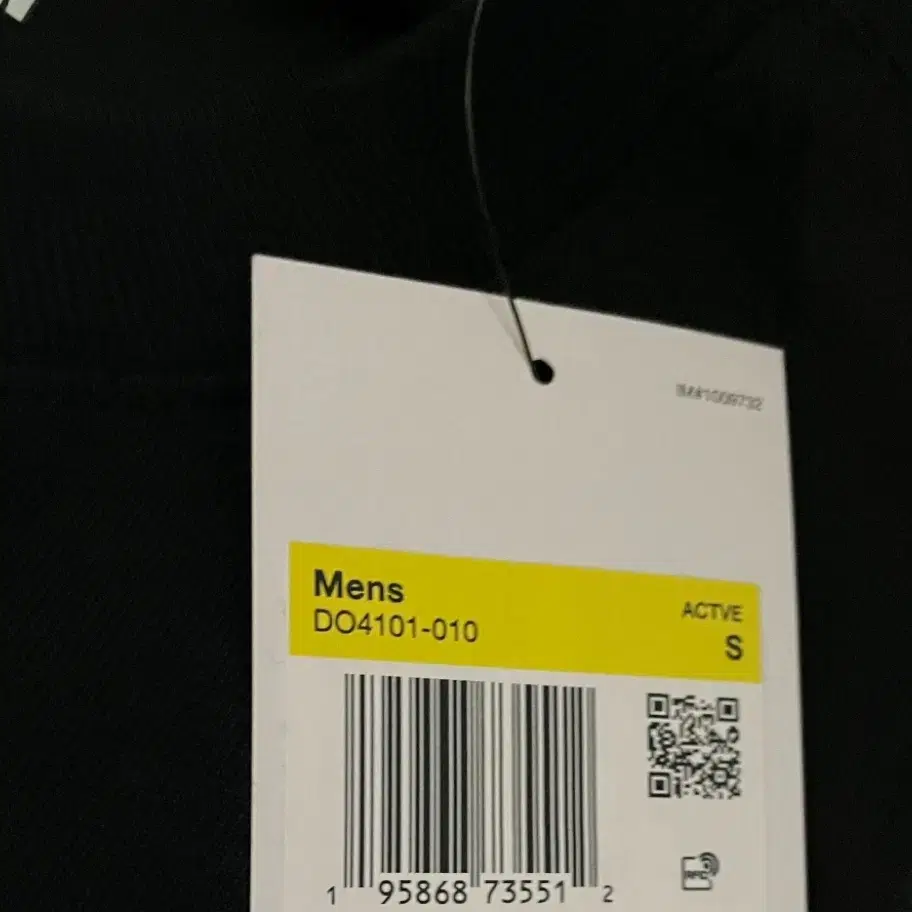 Mens
DO4101-010
ACTVE
S
1 95868 73551 2